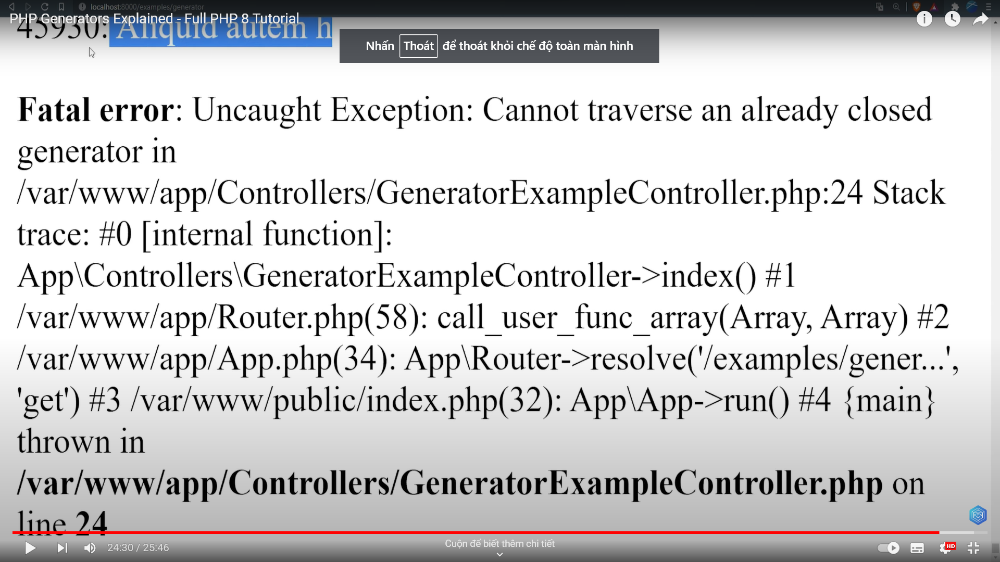 localhost:8000/examples/generator
PHP Generators Explained - Full PHP 8 Tutorial
45930: Aliquid autem h
Nhấn Thoát để thoát khỏi chế độ toàn màn hình
Fatal error: Uncaught Exception: Cannot traverse an already closed
generator in
/var/www/app/Controllers/GeneratorExampleController.php:24 Stack
trace: #0 [internal function]:
App\Controllers\GeneratorExampleController->index() #1
/var/www/app/Router.php(58): call_user_func_array(Array, Array) #2
/var/www/app/App.php(34): App\Router->resolve('/examples/gener...',
'get') #3 /var/www/public/index.php(32): App\App->run() #4 {main}
thrown in
/var/www/app/Controllers/GeneratorExampleController.php on
line 24
24:30 / 25:46
Cuộn để biết thêm chi tiết
HD